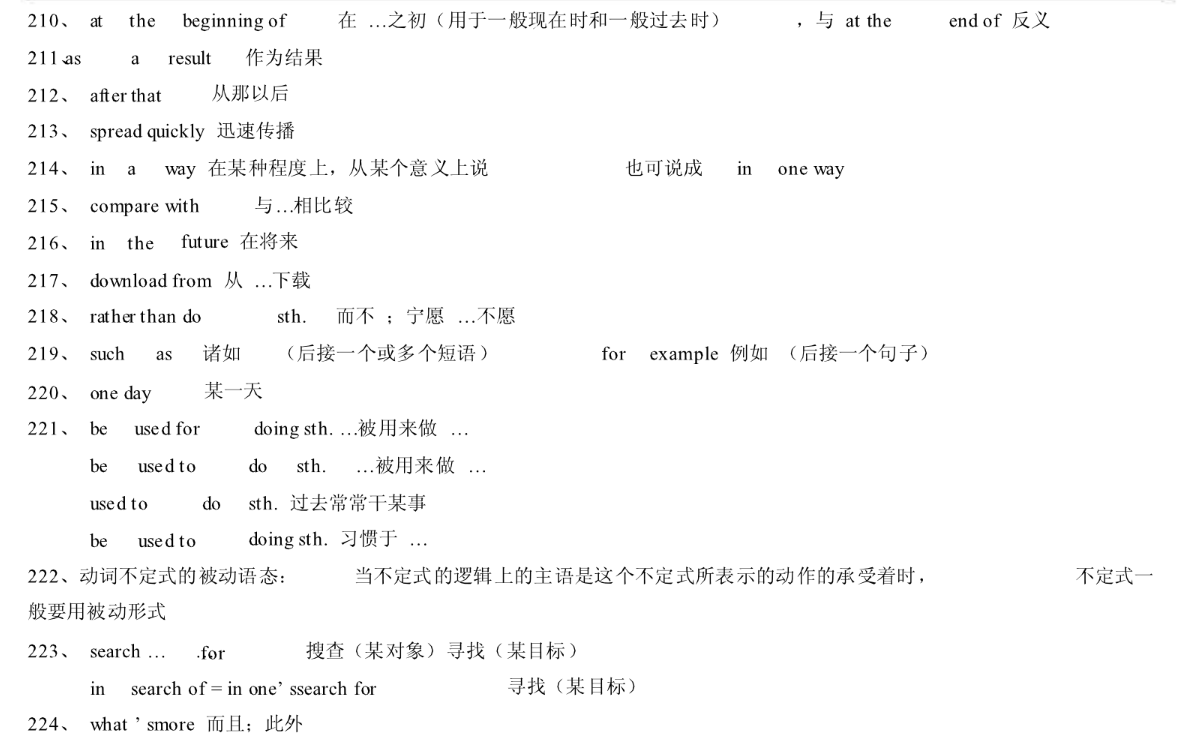 210、 at the beginning of 在 …之初（用于一般现在时和一般过去时） ，与 at the end of 反义
211、as a result 作为结果
212、 after that 从那以后
213、 spread quickly 迅速传播
214、 in a way 在某种程度上，从某个意义上说 也可说成 in one way
215、 compare with 与…相比较
216、 in the future 在将来
217、 download from 从 …下载
218、 rather than do sth. 而不 ；宁愿 …不愿
219、 such as 诸如 （后接一个或多个短语） for example 例如 （后接一个句子）
220、 one day 某一天
221、 be used for doing sth. …被用来做 …
be used to do sth. …被用来做 …
used to do sth. 过去常常干某事
be used to doing sth. 习惯于 …
222、动词不定式的被动语态： 当不定式的逻辑上的主语是这个不定式所表示的动作的承受着时， 不定式一
般要用被动形式
223、 search … .for 搜查（某对象）寻找（某目标）
in search of = in one’ ssearch for 寻找（某目标）
224、 what ’ smore 而且；此外